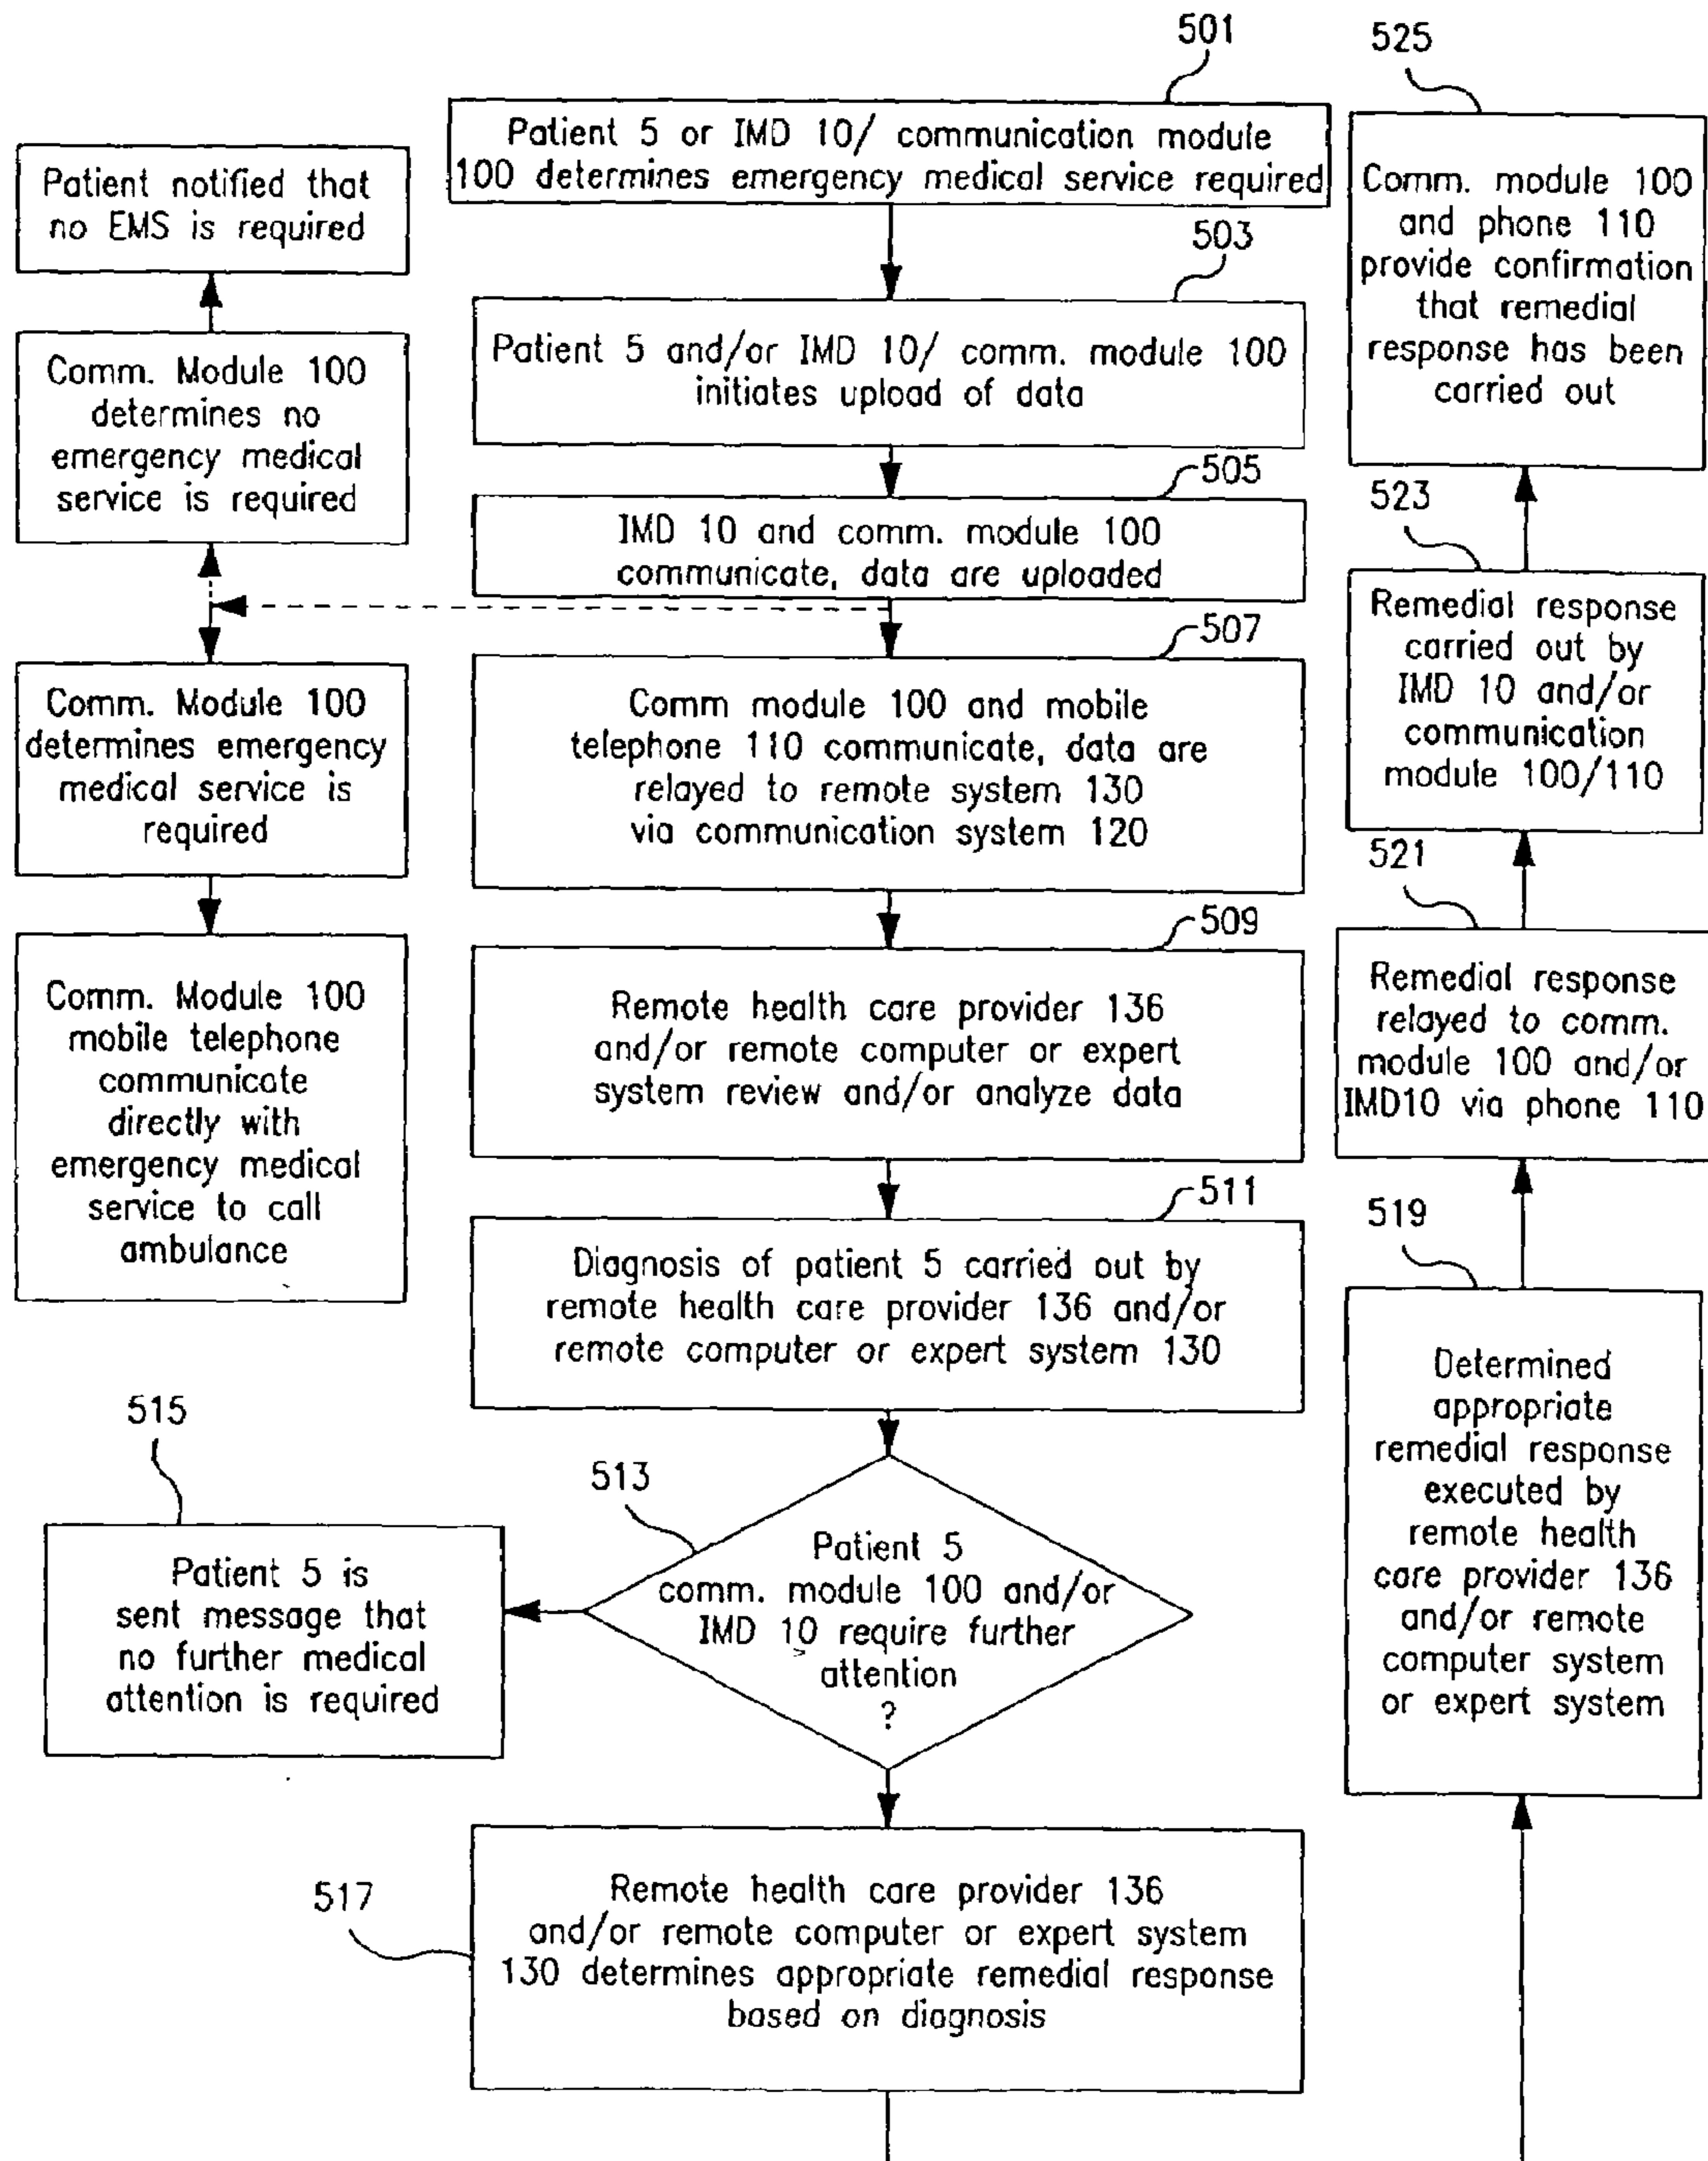 501
Patient 5 or IMD 10/ communication module
100 determines emergency medical service required
503
Patient 5 and/or IMD 10/ comm. module 100
initiates upload of data
505
IMD 10 and comm. module 100
communicate, data are uploaded
507
Comm module 100 and mobile
telephone 110 communicate, data are
relayed to remote system 130
via communication system 120
509
Remote health care provider 136
and/or remote computer or expert
system review and/or analyze data
511
Diagnosis of patient 5 carried out by
remote health care provider 136 and/or
remote computer or expert system 130
513
Patient 5
comm. module 100 and/or
IMD 10 require further
attention
?
515
Patient 5 is
sent message that
no further medical
attention is required
517
Remote health care provider 136
and/or remote computer or expert system
130 determines appropriate remedial response
based on diagnosis
519
Determined
appropriate
remedial response
executed by
remote health
care provider 136
and/or remote
computer system
or expert system
521
Remedial response
relayed to comm.
module 100 and/or
IMD10 via phone 110
523
Remedial response
carried out by
IMD 10 and/or
communication
module 100/110
525
Comm. module 100
and phone 110
provide confirmation
that remedial
response has been
carried out
Patient notified that
no EMS is required
Comm. Module 100
determines no
emergency medical
service is required
Comm. Module 100
determines emergency
medical service is
required
Comm. Module 100
mobile telephone
communicate
directly with
emergency medical
service to call
ambulance